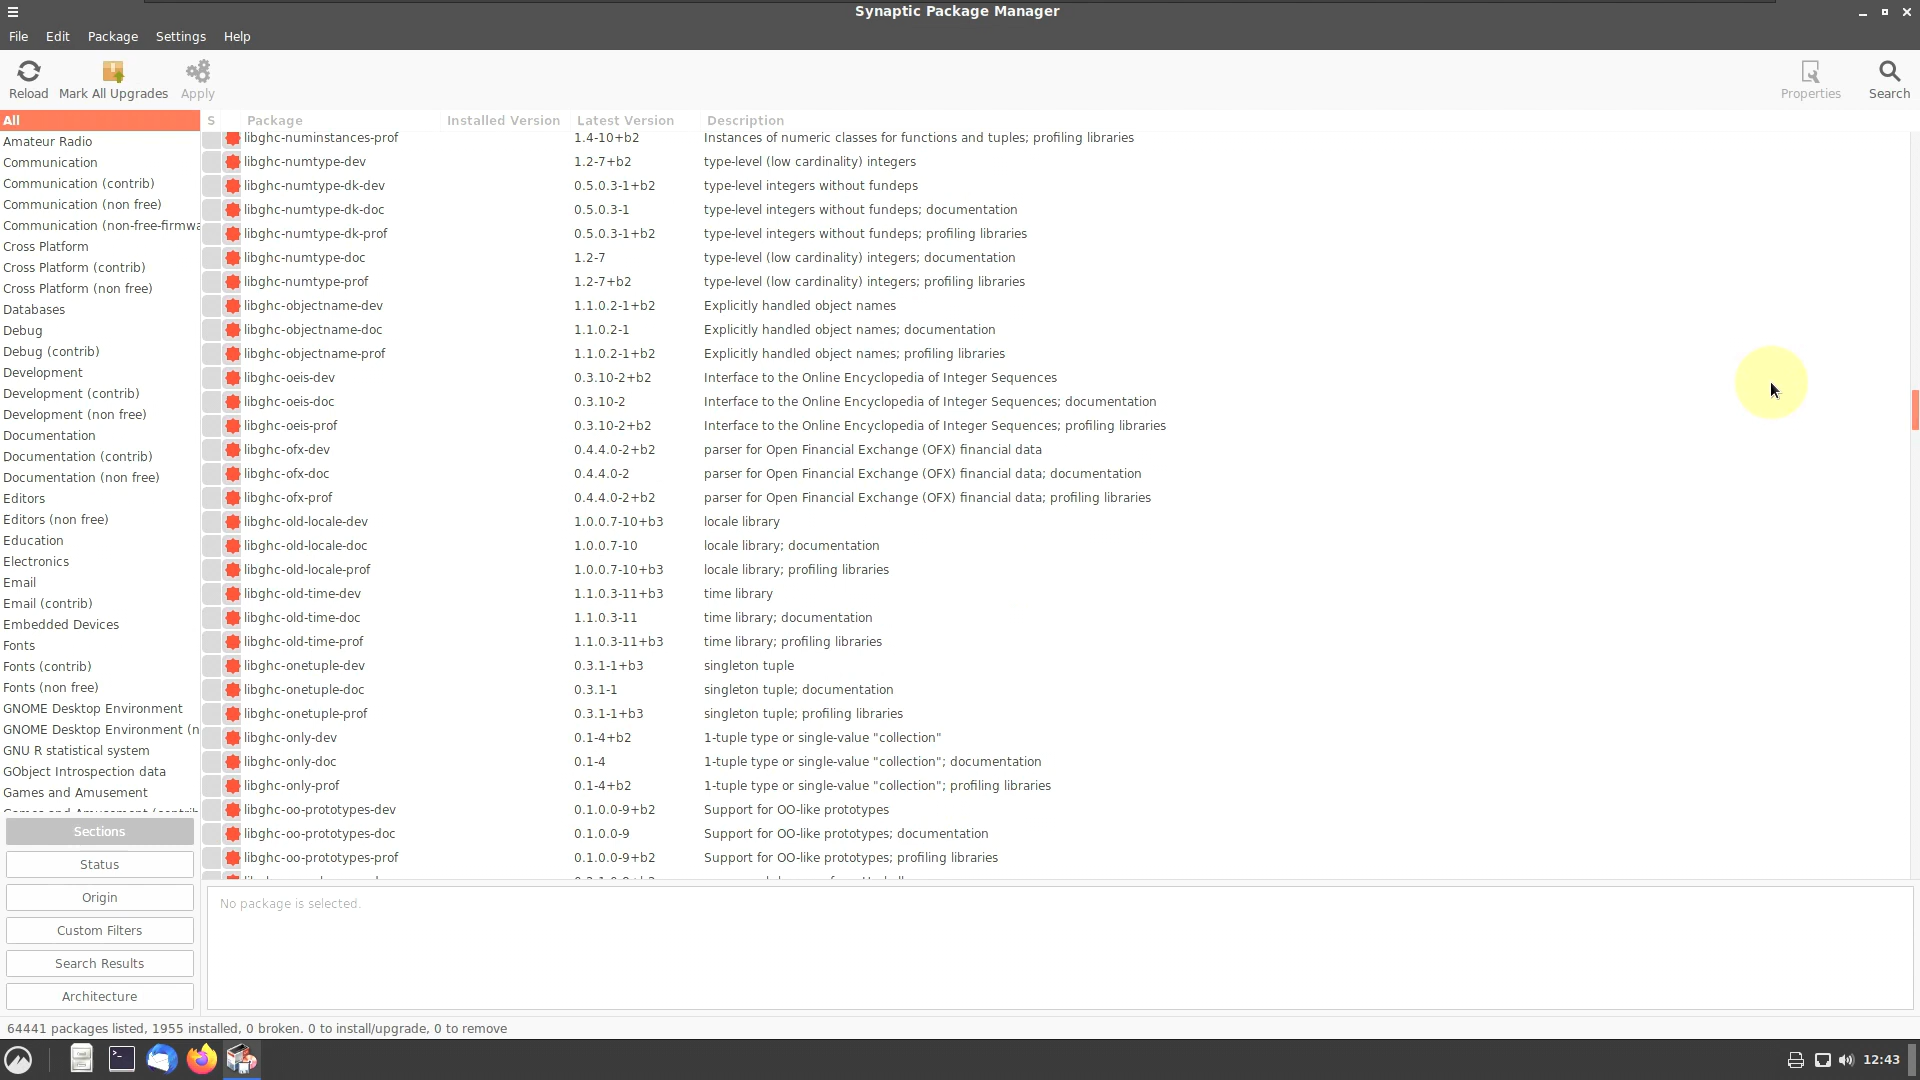 Synaptic Package Manager
File Edit Package Settings Help
Reload Mark All Upgrades Apply Properties Search
All
Amateur Radio
Communication
Communication (contrib)
Communication (non free)
Communication (non-free-firmwa
Cross Platform
Cross Platform (contrib)
Cross Platform (non free)
Databases
Debug
Debug (contrib)
Development
Development (contrib)
Development (non free)
Documentation
Documentation (contrib)
Documentation (non free)
Editors
Editors (non free)
Education
Electronics
Email
Email (contrib)
Embedded Devices
Fonts
Fonts (contrib)
Fonts (non free)
GNOME Desktop Environment
GNOME Desktop Environment (n
GNU R statistical system
GObject Introspection data
Games and Amusement
Games and Amusement (contrib
Sections
Status
Origin
Custom Filters
Search Results
Architecture
S Package Installed Version Latest Version Description
libghc-numinstances-prof 1.4-10+b2 Instances of numeric classes for functions and tuples; profiling libraries
libghc-numtype-dev 1.2-7+b2 type-level (low cardinality) integers
libghc-numtype-dk-dev 0.5.0.3-1+b2 type-level integers without fundeps
libghc-numtype-dk-doc 0.5.0.3-1 type-level integers without fundeps; documentation
libghc-numtype-dk-prof 0.5.0.3-1+b2 type-level integers without fundeps; profiling libraries
libghc-numtype-doc 1.2-7 type-level (low cardinality) integers; documentation
libghc-numtype-prof 1.2-7+b2 type-level (low cardinality) integers; profiling libraries
libghc-objectname-dev 1.1.0.2-1+b2 Explicitly handled object names
libghc-objectname-doc 1.1.0.2-1 Explicitly handled object names; documentation
libghc-objectname-prof 1.1.0.2-1+b2 Explicitly handled object names; profiling libraries
libghc-oeis-dev 0.3.10-2+b2 Interface to the Online Encyclopedia of Integer Sequences
libghc-oeis-doc 0.3.10-2 Interface to the Online Encyclopedia of Integer Sequences; documentation
libghc-oeis-prof 0.3.10-2+b2 Interface to the Online Encyclopedia of Integer Sequences; profiling libraries
libghc-ofx-dev 0.4.4.0-2+b2 parser for Open Financial Exchange (OFX) financial data
libghc-ofx-doc 0.4.4.0-2 parser for Open Financial Exchange (OFX) financial data; documentation
libghc-ofx-prof 0.4.4.0-2+b2 parser for Open Financial Exchange (OFX) financial data; profiling libraries
libghc-old-locale-dev 1.0.0.7-10+b3 locale library
libghc-old-locale-doc 1.0.0.7-10 locale library; documentation
libghc-old-locale-prof 1.0.0.7-10+b3 locale library; profiling libraries
libghc-old-time-dev 1.1.0.3-11+b3 time library
libghc-old-time-doc 1.1.0.3-11 time library; documentation
libghc-old-time-prof 1.1.0.3-11+b3 time library; profiling libraries
libghc-onetuple-dev 0.3.1-1+b3 singleton tuple
libghc-onetuple-doc 0.3.1-1 singleton tuple; documentation
libghc-onetuple-prof 0.3.1-1+b3 singleton tuple; profiling libraries
libghc-only-dev 0.1-4+b2 1-tuple type or single-value "collection"
libghc-only-doc 0.1-4 1-tuple type or single-value "collection"; documentation
libghc-only-prof 0.1-4+b2 1-tuple type or single-value "collection"; profiling libraries
libghc-oo-prototypes-dev 0.1.0.0-9+b2 Support for OO-like prototypes
libghc-oo-prototypes-doc 0.1.0.0-9 Support for OO-like prototypes; documentation
libghc-oo-prototypes-prof 0.1.0.0-9+b2 Support for OO-like prototypes; profiling libraries
No package is selected.
64441 packages listed, 1955 installed, 0 broken. 0 to install/upgrade, 0 to remove
12:43